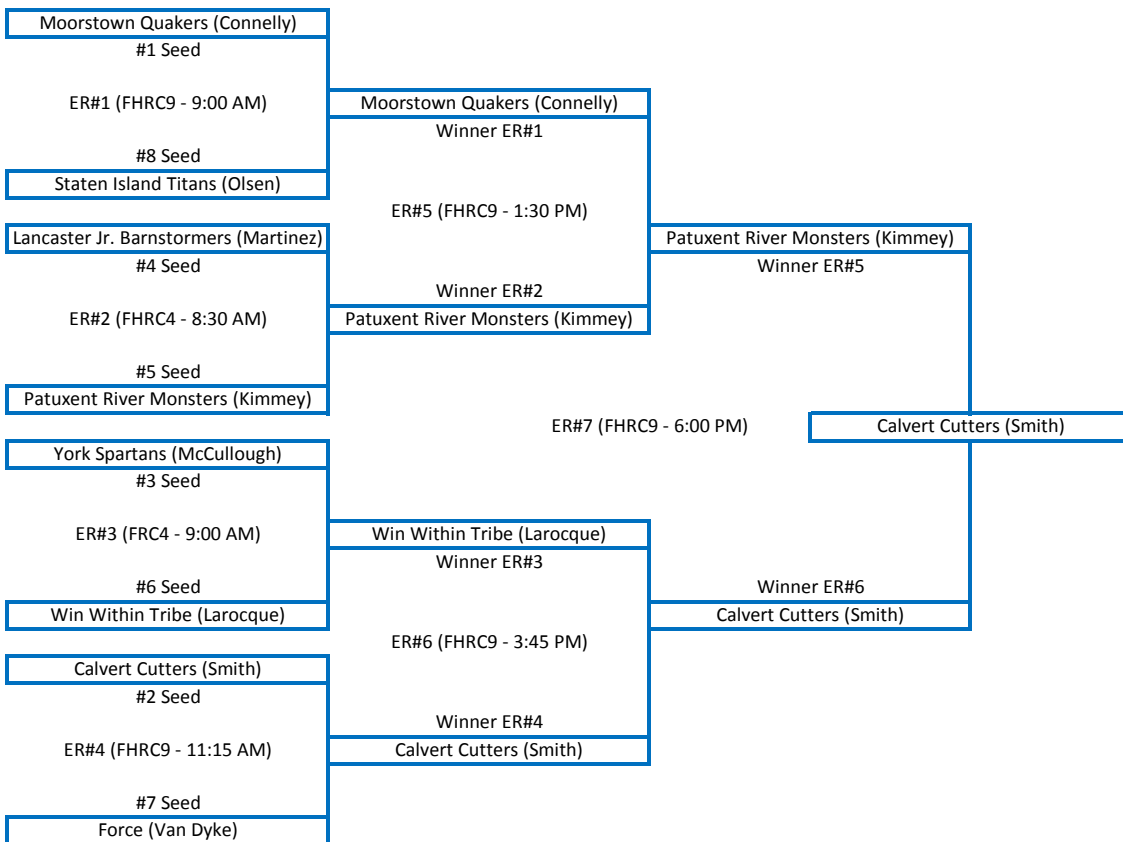 Moorstown Quakers (Connelly)
#1 Seed
ER#1 (FHRC9 - 9:00 AM)
#8 Seed
Staten Island Titans (Olsen)
Lancaster Jr. Barnstormers (Martinez)
#4 Seed
ER#2 (FHRC4 - 8:30 AM)
#5 Seed
Patuxent River Monsters (Kimmey)
York Spartans (McCullough)
#3 Seed
ER#3 (FRC4 - 9:00 AM)
#6 Seed
Win Within Tribe (Larocque)
Calvert Cutters (Smith)
#2 Seed
ER#4 (FHRC9 - 11:15 AM)
#7 Seed
Force (Van Dyke)
Moorstown Quakers (Connelly)
Winner ER#1
ER#5 (FHRC9 - 1:30 PM)
Winner ER#2
Patuxent River Monsters (Kimmey)
Win Within Tribe (Larocque)
Winner ER#3
ER#6 (FHRC9 - 3:45 PM)
Winner ER#4
Calvert Cutters (Smith)
Patuxent River Monsters (Kimmey)
Winner ER#5
ER#7 (FHRC9 - 6:00 PM)
Winner ER#6
Calvert Cutters (Smith)
Calvert Cutters (Smith)